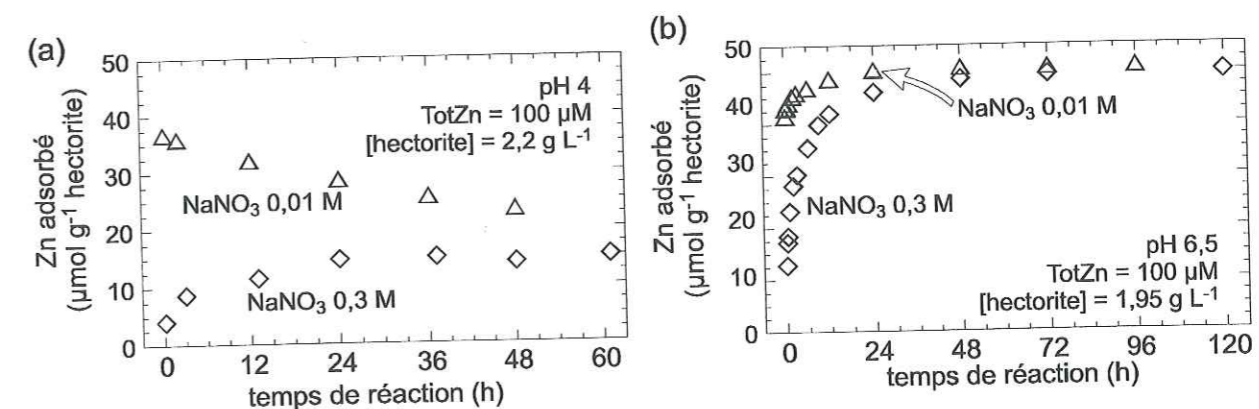 (a)
50
40
30
20
10
0
Zn adsorbé
(µmol g⁻¹ hectorite)
pH 4
TotZn = 100 µM
[hectorite] = 2,2 g L⁻¹
NaNO₃ 0,01 M
NaNO₃ 0,3 M
0 12 24 36 48 60
temps de réaction (h)
(b)
50
40
30
20
10
0
Zn adsorbé
(µmol g⁻¹ hectorite)
NaNO₃ 0,01 M
NaNO₃ 0,3 M
pH 6,5
TotZn = 100 µM
[hectorite] = 1,95 g L⁻¹
0 24 48 72 96 120
temps de réaction (h)